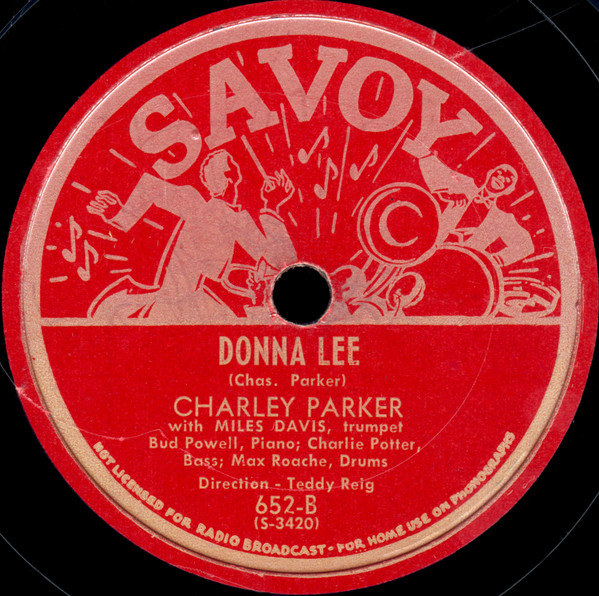 SAVOY
C
DONNA LEE
(Chas. Parker)
CHARLEY PARKER
with MILES DAVIS, trumpet
Bud Powell, Piano; Charlie Potter,
Bass; Max Roache, Drums
Direction - Teddy Reig
652-B
(S-3420)
NOT LICENSED FOR RADIO BROADCAST - FOR HOME USE ON PHONOGRAPHS